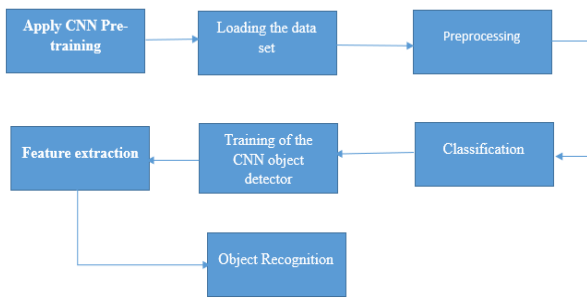 Apply CNN Pre-
training
Loading the data
set
Preprocessing
Classification
Training of the
CNN object
detector
Feature extraction
Object Recognition